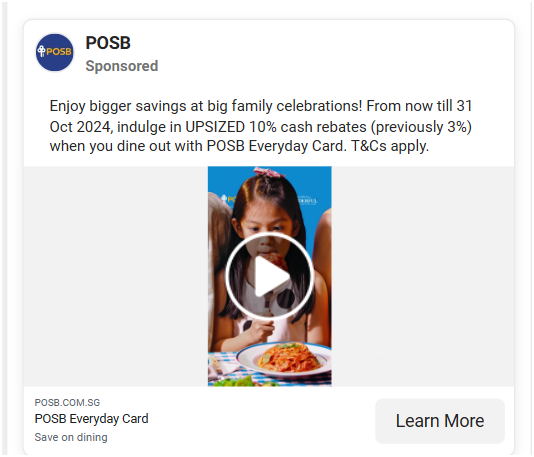 POSB
POSB
Sponsored
Enjoy bigger savings at big family celebrations! From now till 31
Oct 2024, indulge in UPSIZED 10% cash rebates (previously 3%)
when you dine out with POSB Everyday Card. T&Cs apply.
POSB.COM.SG
POSB Everyday Card
Save on dining
Learn More